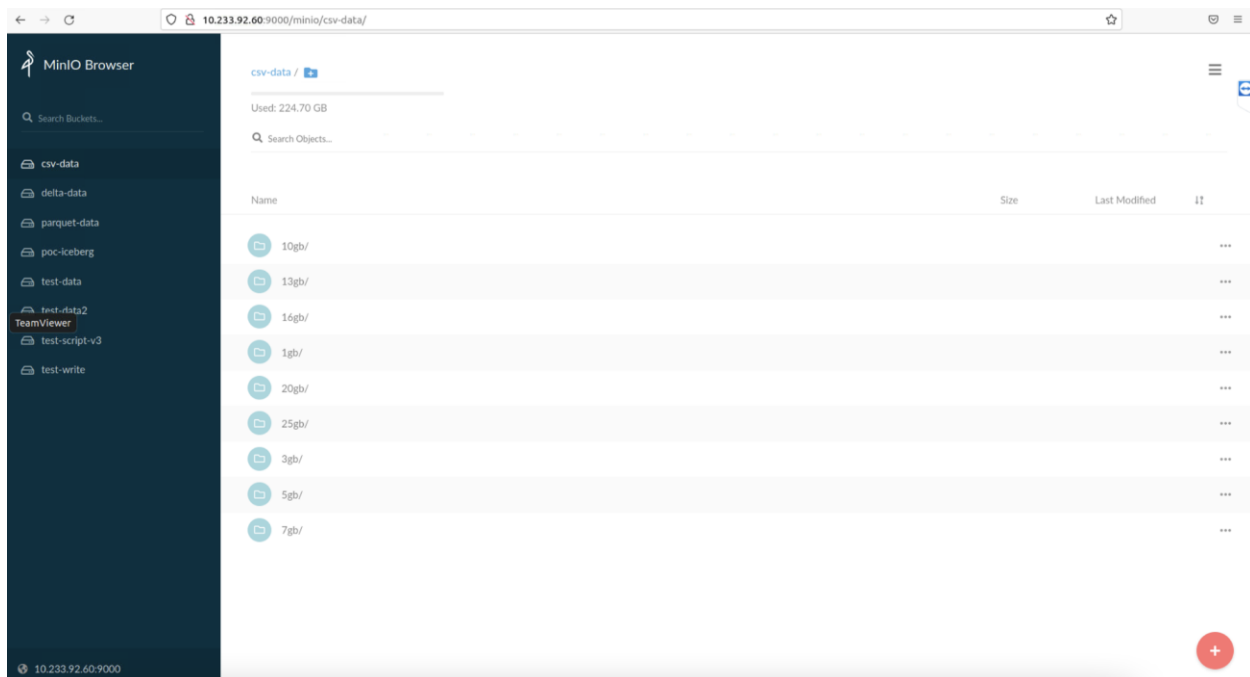 10.233.92.60:9000/minio/csv-data/
MinIO Browser
Search Buckets...
csv-data
delta-data
parquet-data
poc-iceberg
test-data
test-data2
TeamViewer
test-script-v3
test-write
10.233.92.60:9000
csv-data /
Used: 224.70 GB
Search Objects...
Name Size Last Modified
10gb/
13gb/
16gb/
1gb/
20gb/
25gb/
3gb/
5gb/
7gb/